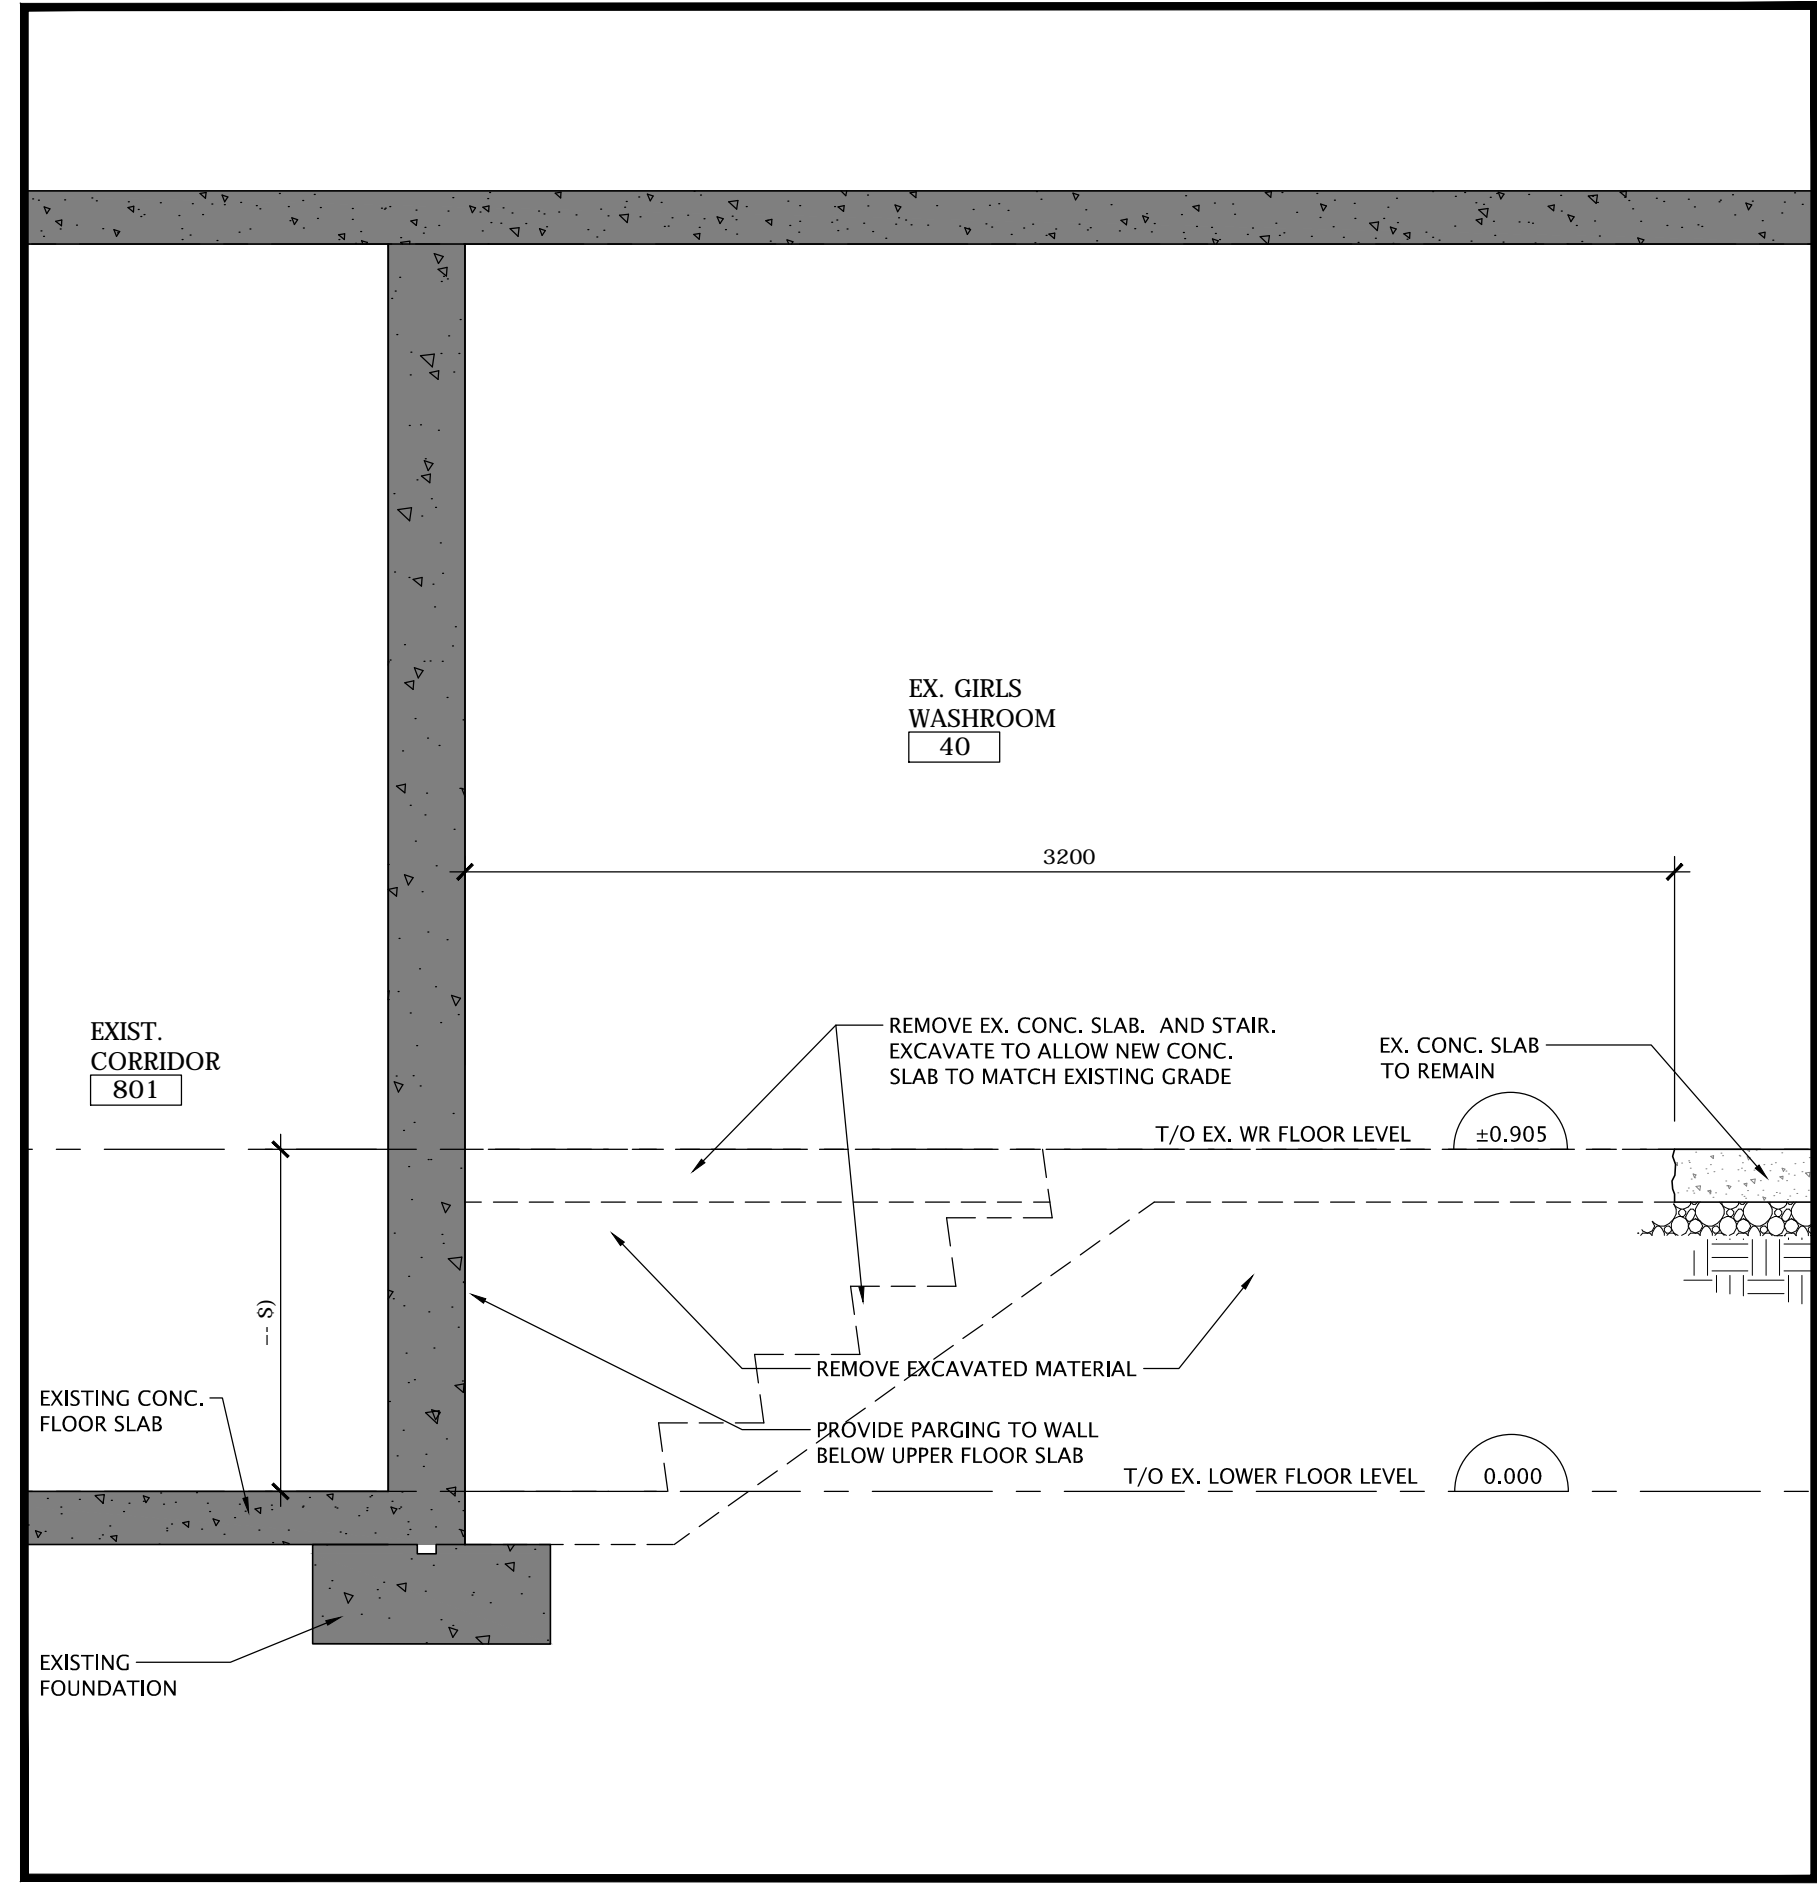 EX. GIRLS
WASHROOM
40
3200
EXIST.
CORRIDOR
801
REMOVE EX. CONC. SLAB. AND STAIR.
EXCAVATE TO ALLOW NEW CONC.
SLAB TO MATCH EXISTING GRADE
EX. CONC. SLAB
TO REMAIN
T/O EX. WR FLOOR LEVEL
±0.905
REMOVE EXCAVATED MATERIAL
EXISTING CONC.
FLOOR SLAB
PROVIDE PARGING TO WALL
BELOW UPPER FLOOR SLAB
T/O EX. LOWER FLOOR LEVEL
0.000
EXISTING
FOUNDATION